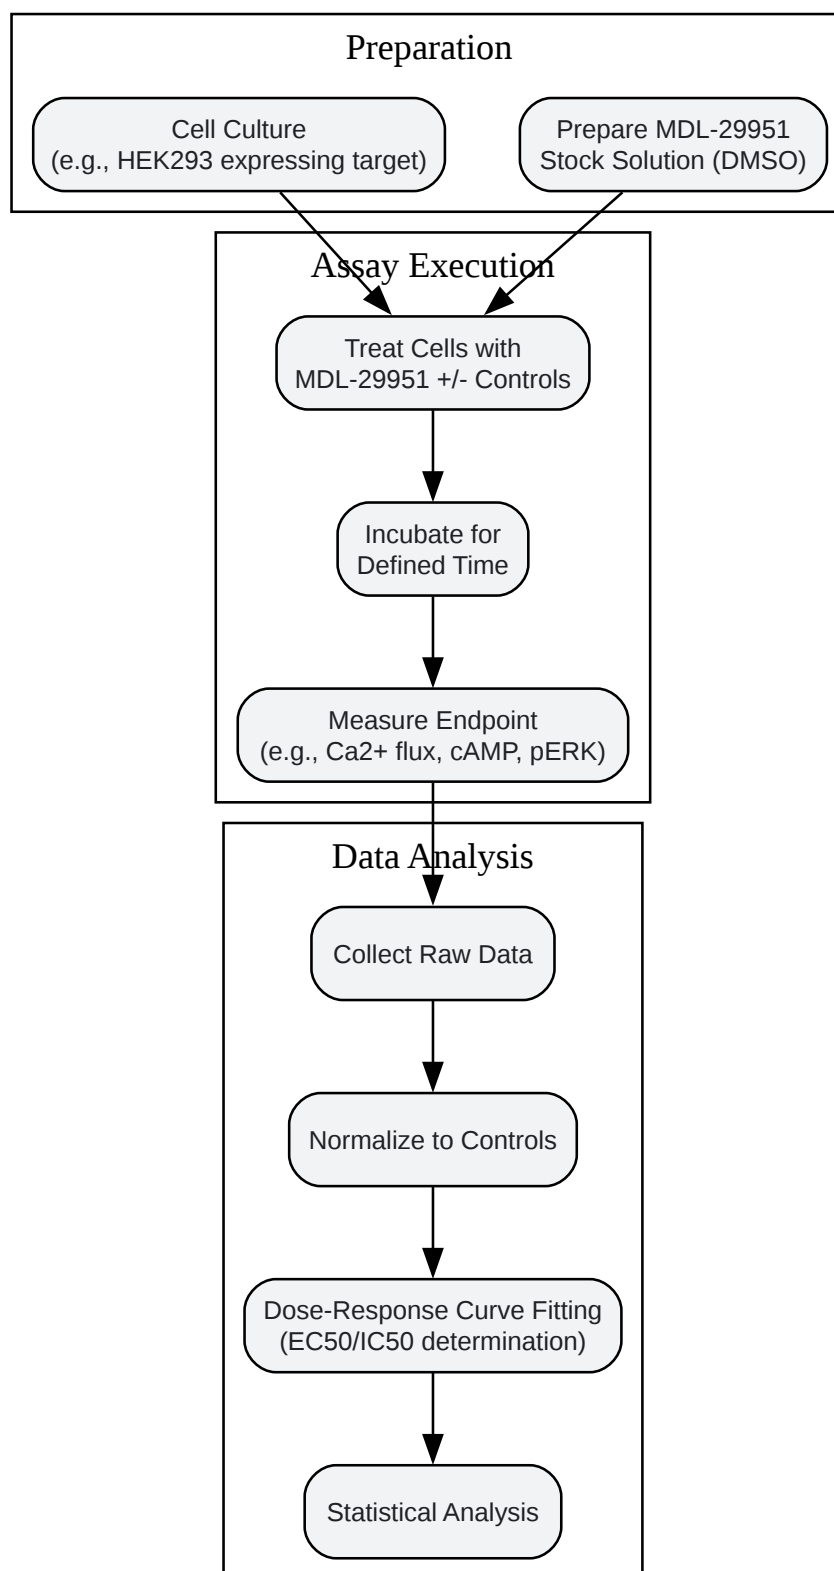 Preparation
Cell Culture
(e.g., HEK293 expressing target)
Prepare MDL-29951
Stock Solution (DMSO)
Assay Execution
Treat Cells with
MDL-29951 +/- Controls
Incubate for
Defined Time
Measure Endpoint
(e.g., Ca2+ flux, cAMP, pERK)
Data Analysis
Collect Raw Data
Normalize to Controls
Dose-Response Curve Fitting
(EC50/IC50 determination)
Statistical Analysis